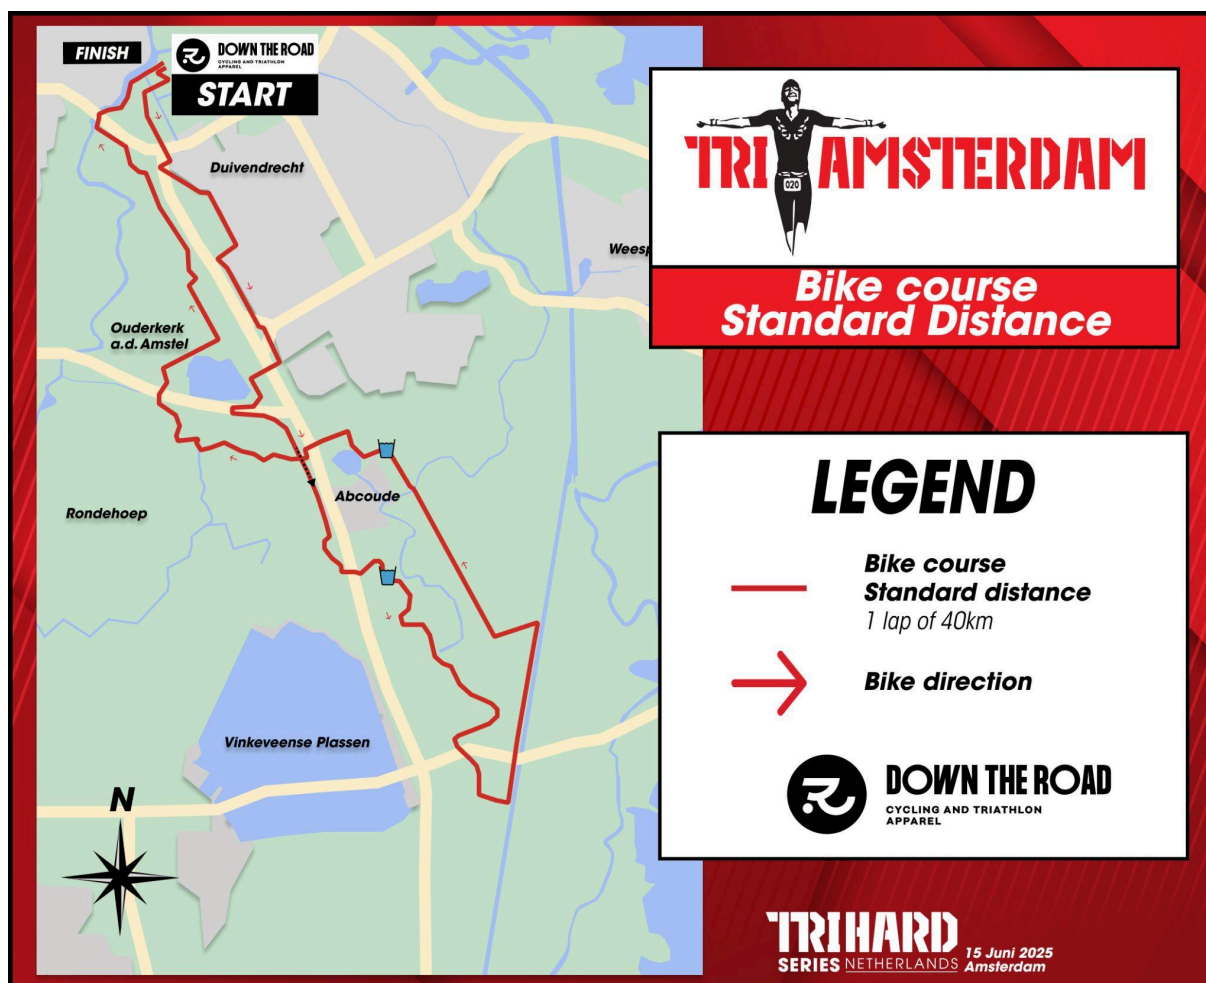 FINISH
DOWN THE ROAD
CYCLING AND TRIATHLON
APPAREL
START
Duivendrecht
Weesp
Ouderkerk
a.d. Amstel
Abcoude
Rondehoep
Vinkeveense Plassen
N
TRI AMSTERDAM
020
Bike course
Standard Distance
LEGEND
Bike course
Standard distance
1 lap of 40km
Bike direction
DOWN THE ROAD
CYCLING AND TRIATHLON
APPAREL
TRIHARD
SERIES NETHERLANDS
15 Juni 2025
Amsterdam